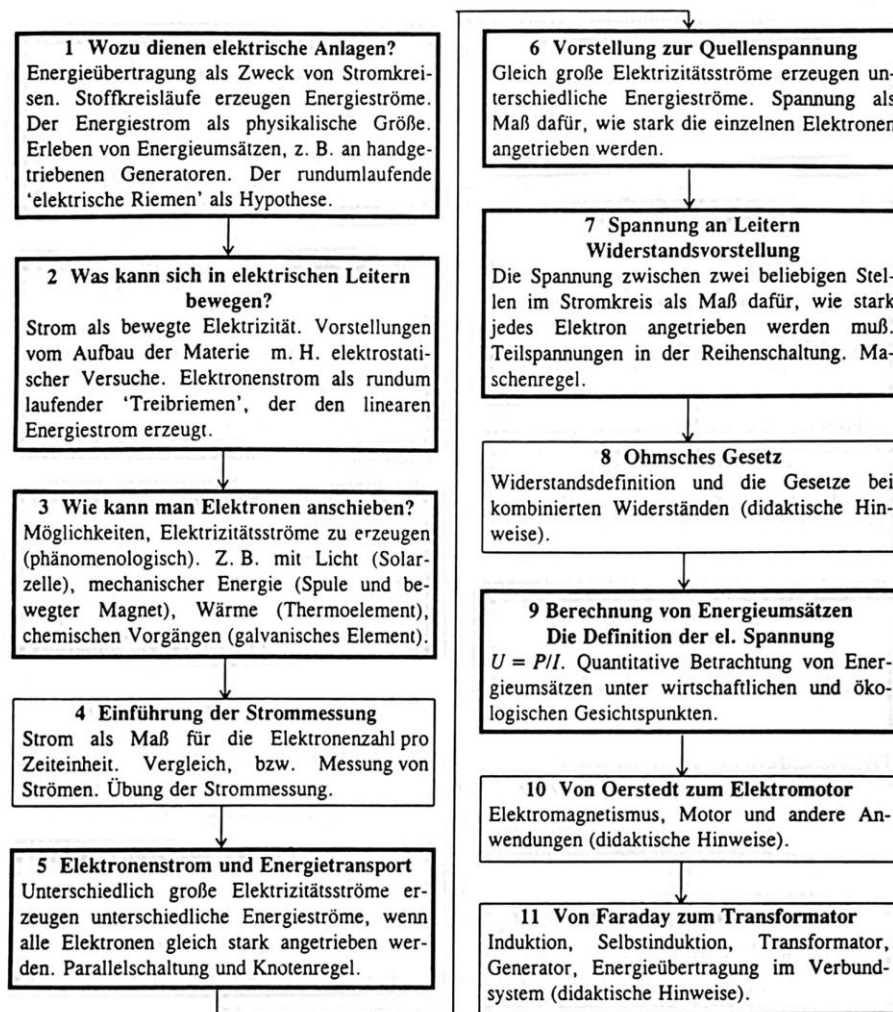 1 Wozu dienen elektrische Anlagen?
Energieübertragung als Zweck von Stromkrei-
sen. Stoffkreisläufe erzeugen Energieströme.
Der Energiestrom als physikalische Größe.
Erleben von Energieumsätzen, z. B. an handge-
triebenen Generatoren. Der rundumlaufende
‘elektrische Riemen’ als Hypothese.
2 Was kann sich in elektrischen Leitern
bewegen?
Strom als bewegte Elektrizität. Vorstellungen
vom Aufbau der Materie m. H. elektrostati-
scher Versuche. Elektronenstrom als rundum
laufender ‘Treibriemen’, der den linearen
Energiestrom erzeugt.
3 Wie kann man Elektronen anschieben?
Möglichkeiten, Elektrizitätsströme zu erzeugen
(phänomenologisch). Z. B. mit Licht (Solar-
zelle), mechanischer Energie (Spule und be-
wegter Magnet), Wärme (Thermoelement),
chemischen Vorgängen (galvanisches Element).
4 Einführung der Strommessung
Strom als Maß für die Elektronenzahl pro
Zeiteinheit. Vergleich, bzw. Messung von
Strömen. Übung der Strommessung.
5 Elektronenstrom und Energietransport
Unterschiedlich große Elektrizitätsströme er-
zeugen unterschiedliche Energieströme, wenn
alle Elektronen gleich stark angetrieben wer-
den. Parallelschaltung und Knotenregel.
6 Vorstellung zur Quellenspannung
Gleich große Elektrizitätsströme erzeugen un-
terschiedliche Energieströme. Spannung als
Maß dafür, wie stark die einzelnen Elektronen
angetrieben werden.
7 Spannung an Leitern
Widerstandsvorstellung
Die Spannung zwischen zwei beliebigen Stel-
len im Stromkreis als Maß dafür, wie stark
jedes Elektron angetrieben werden muß.
Teilspannungen in der Reihenschaltung. Ma-
schenregel.
8 Ohmsches Gesetz
Widerstandsdefinition und die Gesetze bei
kombinierten Widerständen (didaktische Hin-
weise).
9 Berechnung von Energieumsätzen
Die Definition der el. Spannung
U = P/I. Quantitative Betrachtung von Ener-
gieumsätzen unter wirtschaftlichen und öko-
logischen Gesichtspunkten.
10 Von Oerstedt zum Elektromotor
Elektromagnetismus, Motor und andere An-
wendungen (didaktische Hinweise).
11 Von Faraday zum Transformator
Induktion, Selbstinduktion, Transformator,
Generator, Energieübertragung im Verbund-
system (didaktische Hinweise).